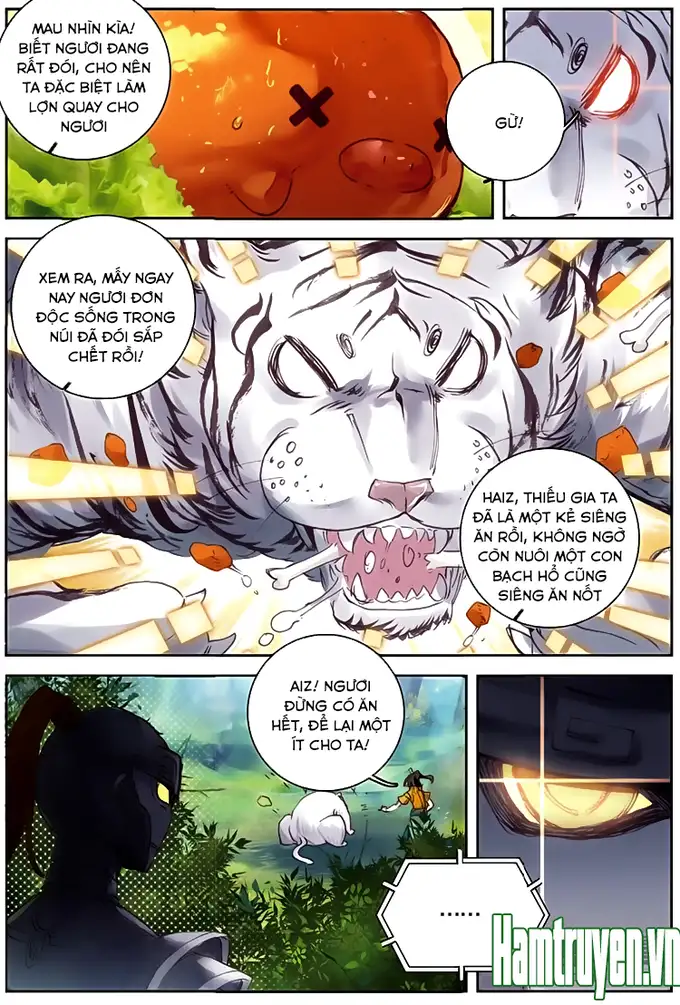 MAU NHÌN KÌA!
BIẾT NGƯƠI ĐANG
RẤT ĐÓI, CHO NÊN
TA ĐẶC BIỆT LÀM
LỢN QUAY CHO
NGƯƠI
GỪ!
XEM RA, MẤY NGAY
NAY NGƯƠI ĐƠN
ĐỘC SỐNG TRONG
NÚI ĐÃ ĐÓI SẮP
CHẾT RỒI!
HAIZ, THIẾU GIA TA
ĐÃ LÀ MỘT KẺ SIÊNG
ĂN RỒI, KHÔNG NGỜ
CÒN NUÔI MỘT CON
BẠCH HỔ CŨNG
SIÊNG ĂN NỐT
AIZ! NGƯƠI
ĐỪNG CÓ ĂN
HẾT, ĐỂ LẠI MỘT
ÍT CHO TA!
......
Hamtruyen.vn